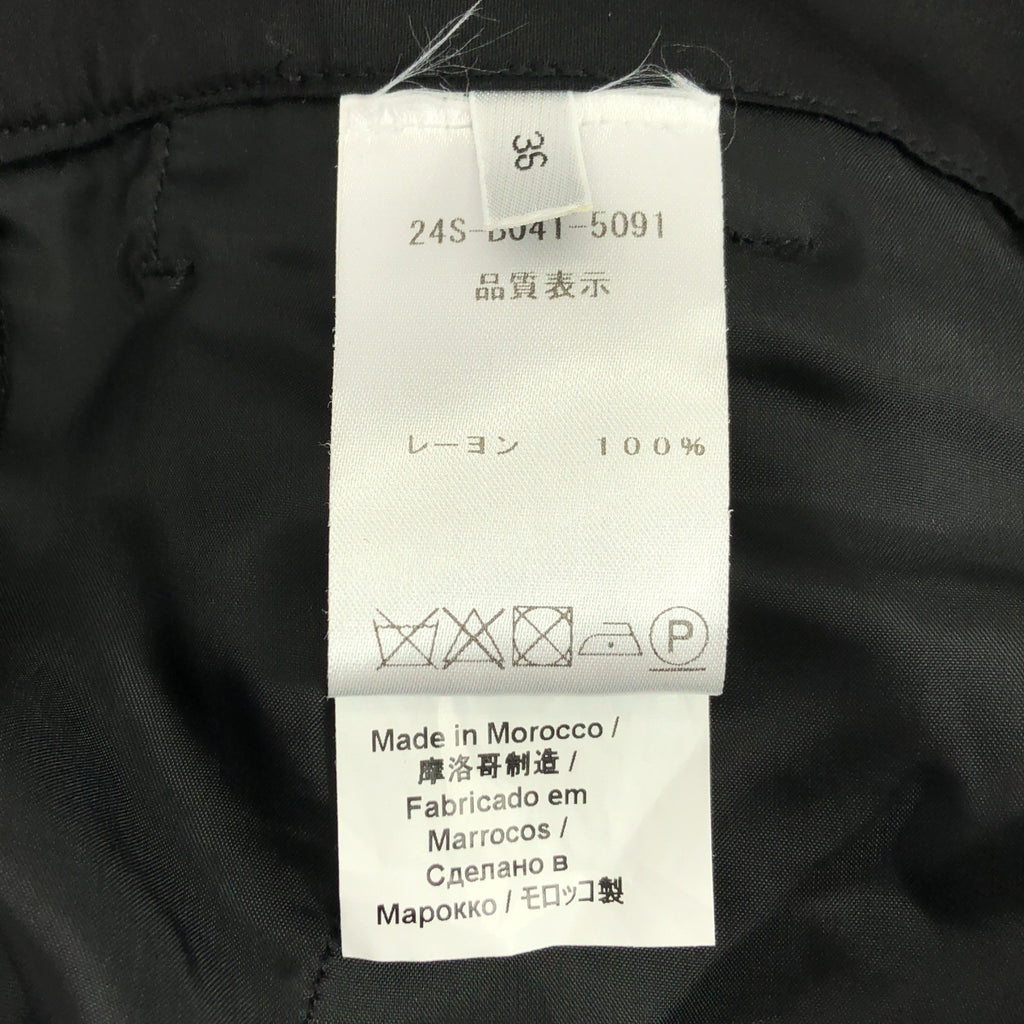 36
24S-B041-5091
品質表示
レーヨン 100%
P
Made in Morocco /
摩洛哥制造 /
Fabricado em
Marrocos /
Сделано в
Марокко / モロッコ製